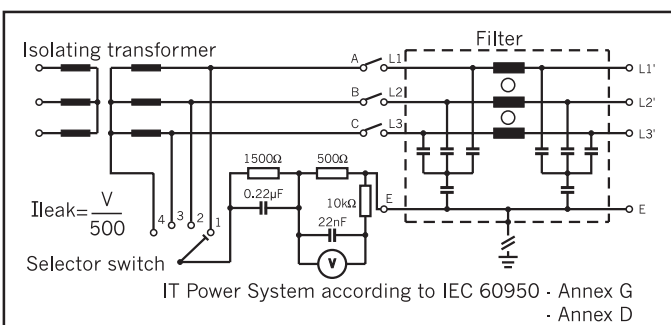 Isolating transformer
Filter
A L1
L1'
B L2
L2'
C L3
L3'
1500Ω
500Ω
0.22µF
10kΩ
E
E
22nF
Ileak= V
500
4
3
2
1
V
Selector switch
IT Power System according to IEC 60950 - Annex G
- Annex D